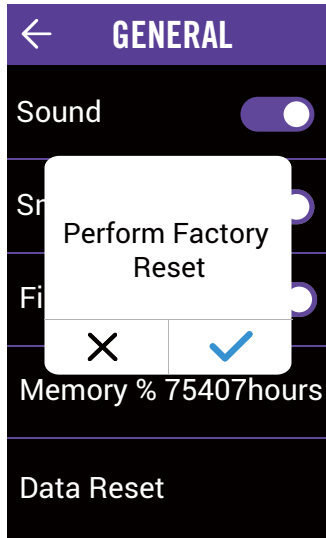 GENERAL
Sound
Perform Factory
Reset
Memory % 75407hours
Data Reset